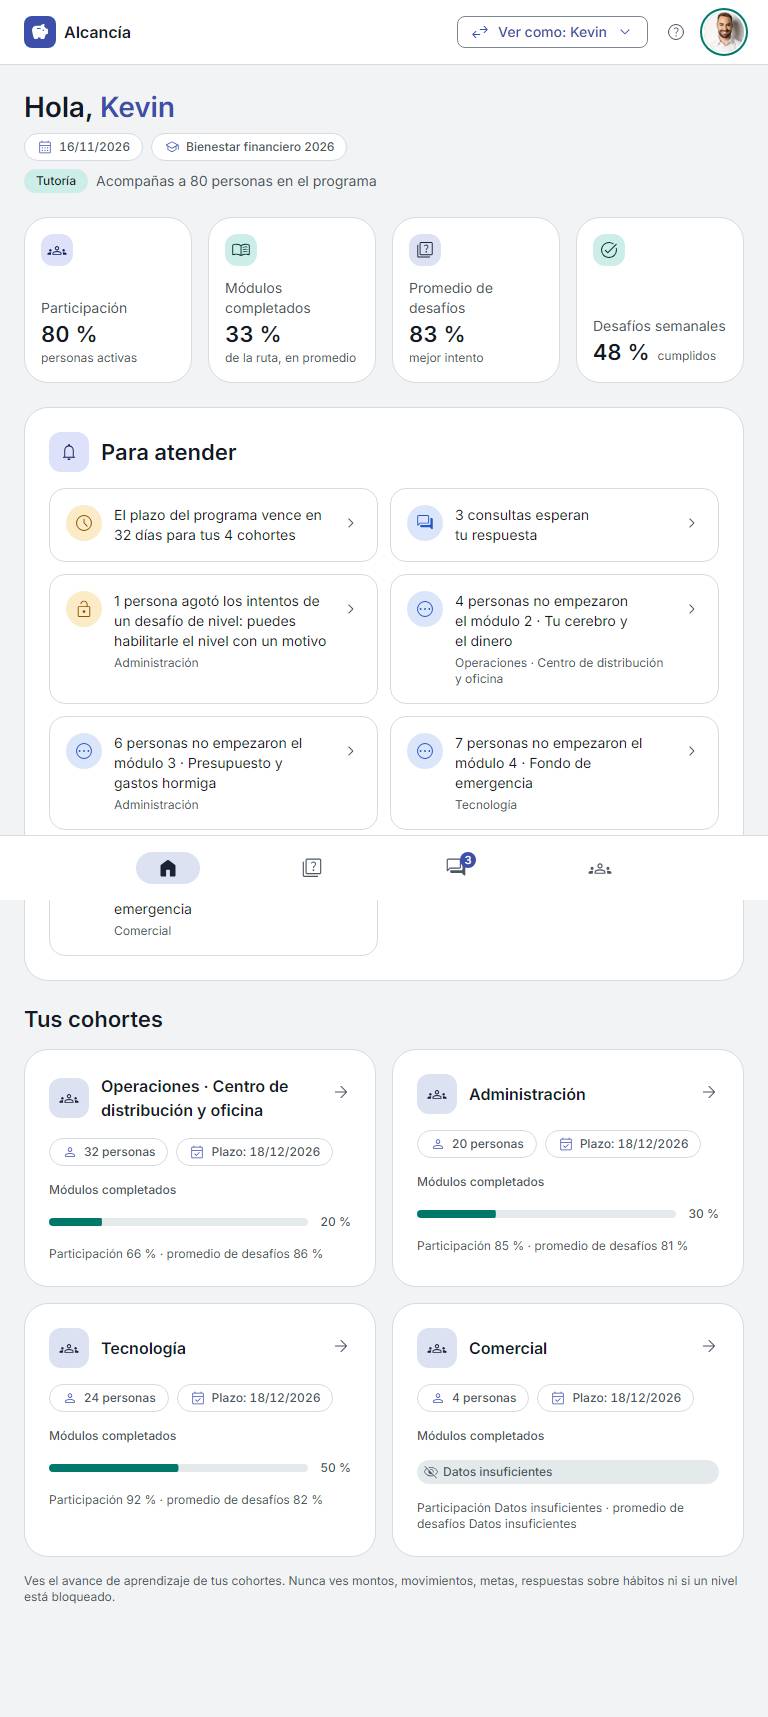 Alcancía
Ver como: Kevin
Hola, Kevin
16/11/2026
Bienestar financiero 2026
Tutoría
Acompañas a 80 personas en el programa
Participación
80 %
personas activas
Módulos
completados
33 %
de la ruta, en promedio
Promedio de
desafíos
83 %
mejor intento
Desafíos semanales
48 % cumplidos
Para atender
El plazo del programa vence en
32 días para tus 4 cohortes
3 consultas esperan
tu respuesta
1 persona agotó los intentos de
un desafío de nivel: puedes
habilitarle el nivel con un motivo
Administración
4 personas no empezaron
el módulo 2 · Tu cerebro y
el dinero
Operaciones · Centro de distribución
y oficina
6 personas no empezaron el
módulo 3 · Presupuesto y
gastos hormiga
Administración
7 personas no empezaron el
módulo 4 · Fondo de
emergencia
Tecnología
3
emergencia
Comercial
Tus cohortes
Operaciones · Centro de
distribución y oficina
32 personas
Plazo: 18/12/2026
Módulos completados
20 %
Participación 66 % · promedio de desafíos 86 %
Administración
20 personas
Plazo: 18/12/2026
Módulos completados
30 %
Participación 85 % · promedio de desafíos 81 %
Tecnología
24 personas
Plazo: 18/12/2026
Módulos completados
50 %
Participación 92 % · promedio de desafíos 82 %
Comercial
4 personas
Plazo: 18/12/2026
Módulos completados
Datos insuficientes
Participación Datos insuficientes · promedio de
desafíos Datos insuficientes
Ves el avance de aprendizaje de tus cohortes. Nunca ves montos, movimientos, metas, respuestas sobre hábitos ni si un nivel
está bloqueado.